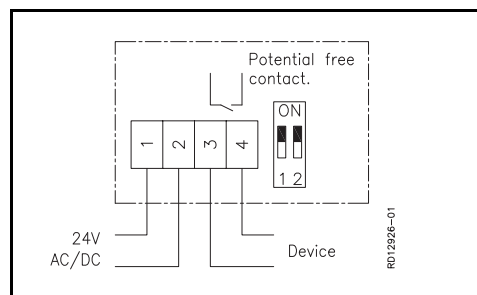 Potential free
contact.
ON
1 2 3 4
1 2
24V
AC/DC
Device
RD12926-01